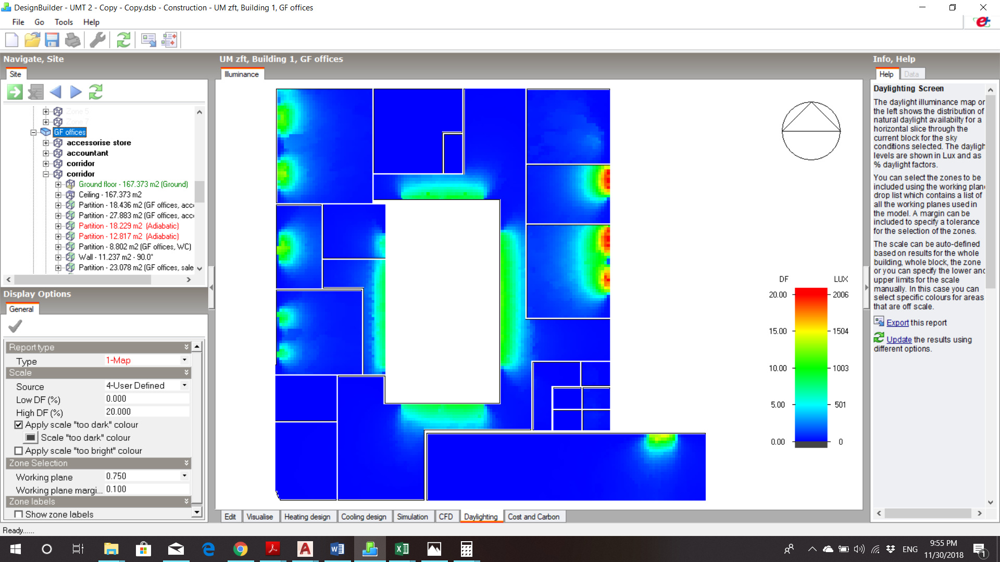 DesignBuilder - UMT 2 - Copy - Copy.dsb - Construction - UM zft, Building 1, GF offices
File Go Tools Help
Navigate, Site
Site
Zone 5
Zone 7
GF offices
accessorise store
accountant
corridor
corridor
Ground floor - 167.373 m2 (Ground)
Ceiling - 167.373 m2
Partition - 18.436 m2 (GF offices, acc
Partition - 27.883 m2 (GF offices, acc
Partition - 18.229 m2 (Adiabatic)
Partition - 12.817 m2 (Adiabatic)
Partition - 8.802 m2 (GF offices, WC)
Wall - 11.237 m2 - 90.0°
Partition - 23.078 m2 (GF offices, sale
Display Options
General
Report type
Type 1-Map
Scale
Source 4-User Defined
Low DF (%) 0.000
High DF (%) 20.000
Apply scale "too dark" colour
Scale "too dark" colour
Apply scale "too bright" colour
Zone Selection
Working plane 0.750
Working plane margi... 0.100
Zone labels
Show zone labels
Ready......
UM zft, Building 1, GF offices
Illuminance
DF LUX
20.00 2006
15.00 1504
10.00 1003
5.00 501
0.00 0
Edit Visualise Heating design Cooling design Simulation CFD Daylighting Cost and Carbon
Info, Help
Help Data
Daylighting Screen
The daylight illuminance map or
the left shows the distribution of
natural daylight availabilty for a
horizontal slice through the
current block for the sky
conditions selected. The dayligh
levels are shown in Lux and as
% daylight factors.
You can select the zones to be
included using the working plan
drop list which contains a list of
all the working planes used in
the model. A margin can be
included to specify a tolerance
for the selection of the zones.
The scale can be auto-defined
based on results for the whole
building, whole block, the zone
or you can specify the lower and
upper limits for the scale
manually. In this case you can
select specific colours for areas
that are off scale.
Export this report
Update the results using
different options.
ENG
9:55 PM
11/30/2018
1